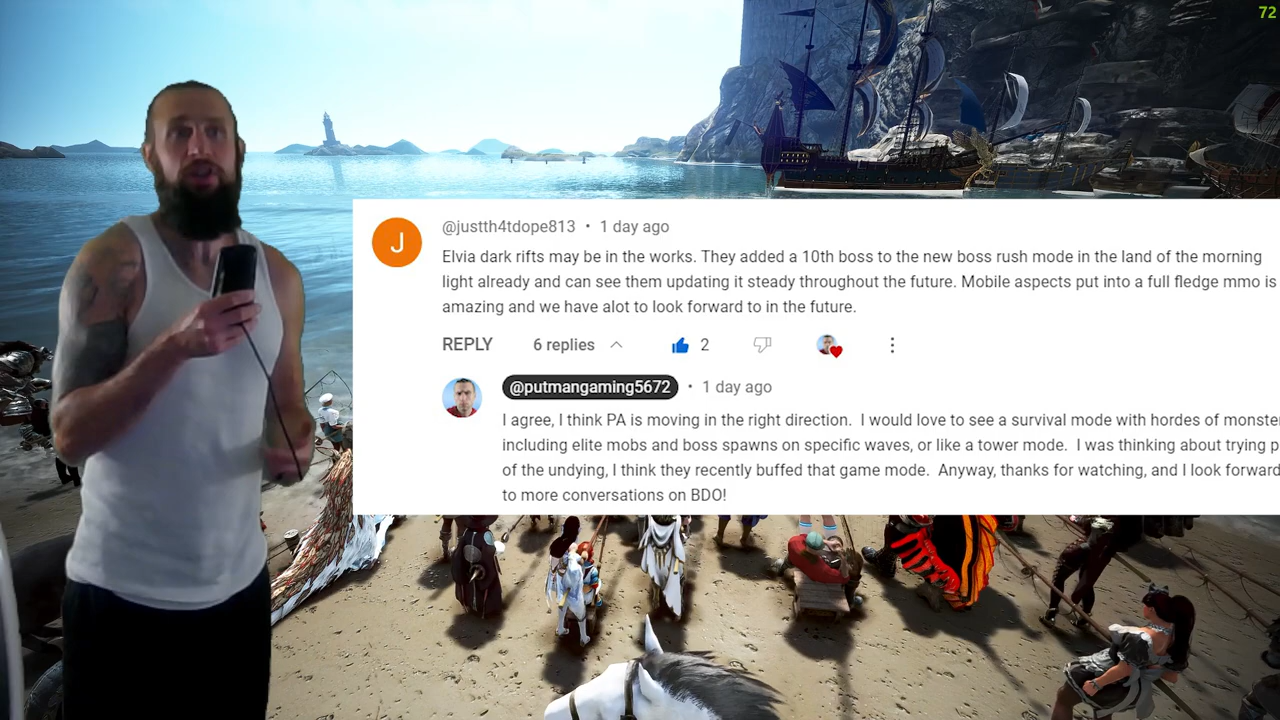 72
J
@justth4tdope813 • 1 day ago
Elvia dark rifts may be in the works. They added a 10th boss to the new boss rush mode in the land of the morning
light already and can see them updating it steady throughout the future. Mobile aspects put into a full fledge mmo is
amazing and we have alot to look forward to in the future.
REPLY 6 replies 2
@putmangaming5672 • 1 day ago
I agree, I think PA is moving in the right direction. I would love to see a survival mode with hordes of
including elite mobs and boss spawns on specific waves, or like a tower mode. I was thinking about trying
of the undying, I think they recently buffed that game mode. Anyway, thanks for watching, and I look forward
to more conversations on BDO!